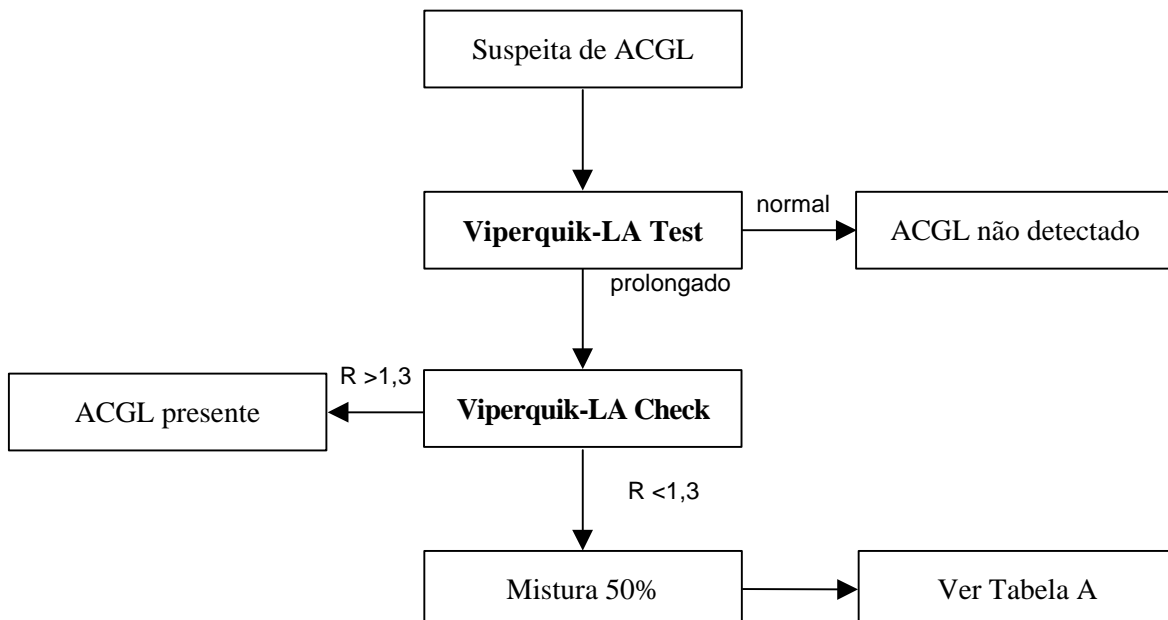 Suspeita de ACGL
Viperquik-LA Test
normal
ACGL não detectado
prolongado
ACGL presente
R >1,3
Viperquik-LA Check
R <1,3
Mistura 50%
Ver Tabela A